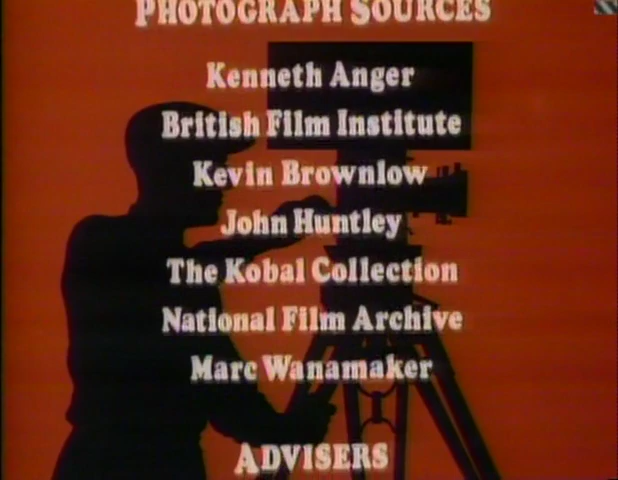 PHOTOGRAPH SOURCES
Kenneth Anger
British Film Institute
Kevin Brownlow
John Huntley
The Kobal Collection
National Film Archive
Marc Wanamaker
ADVISERS